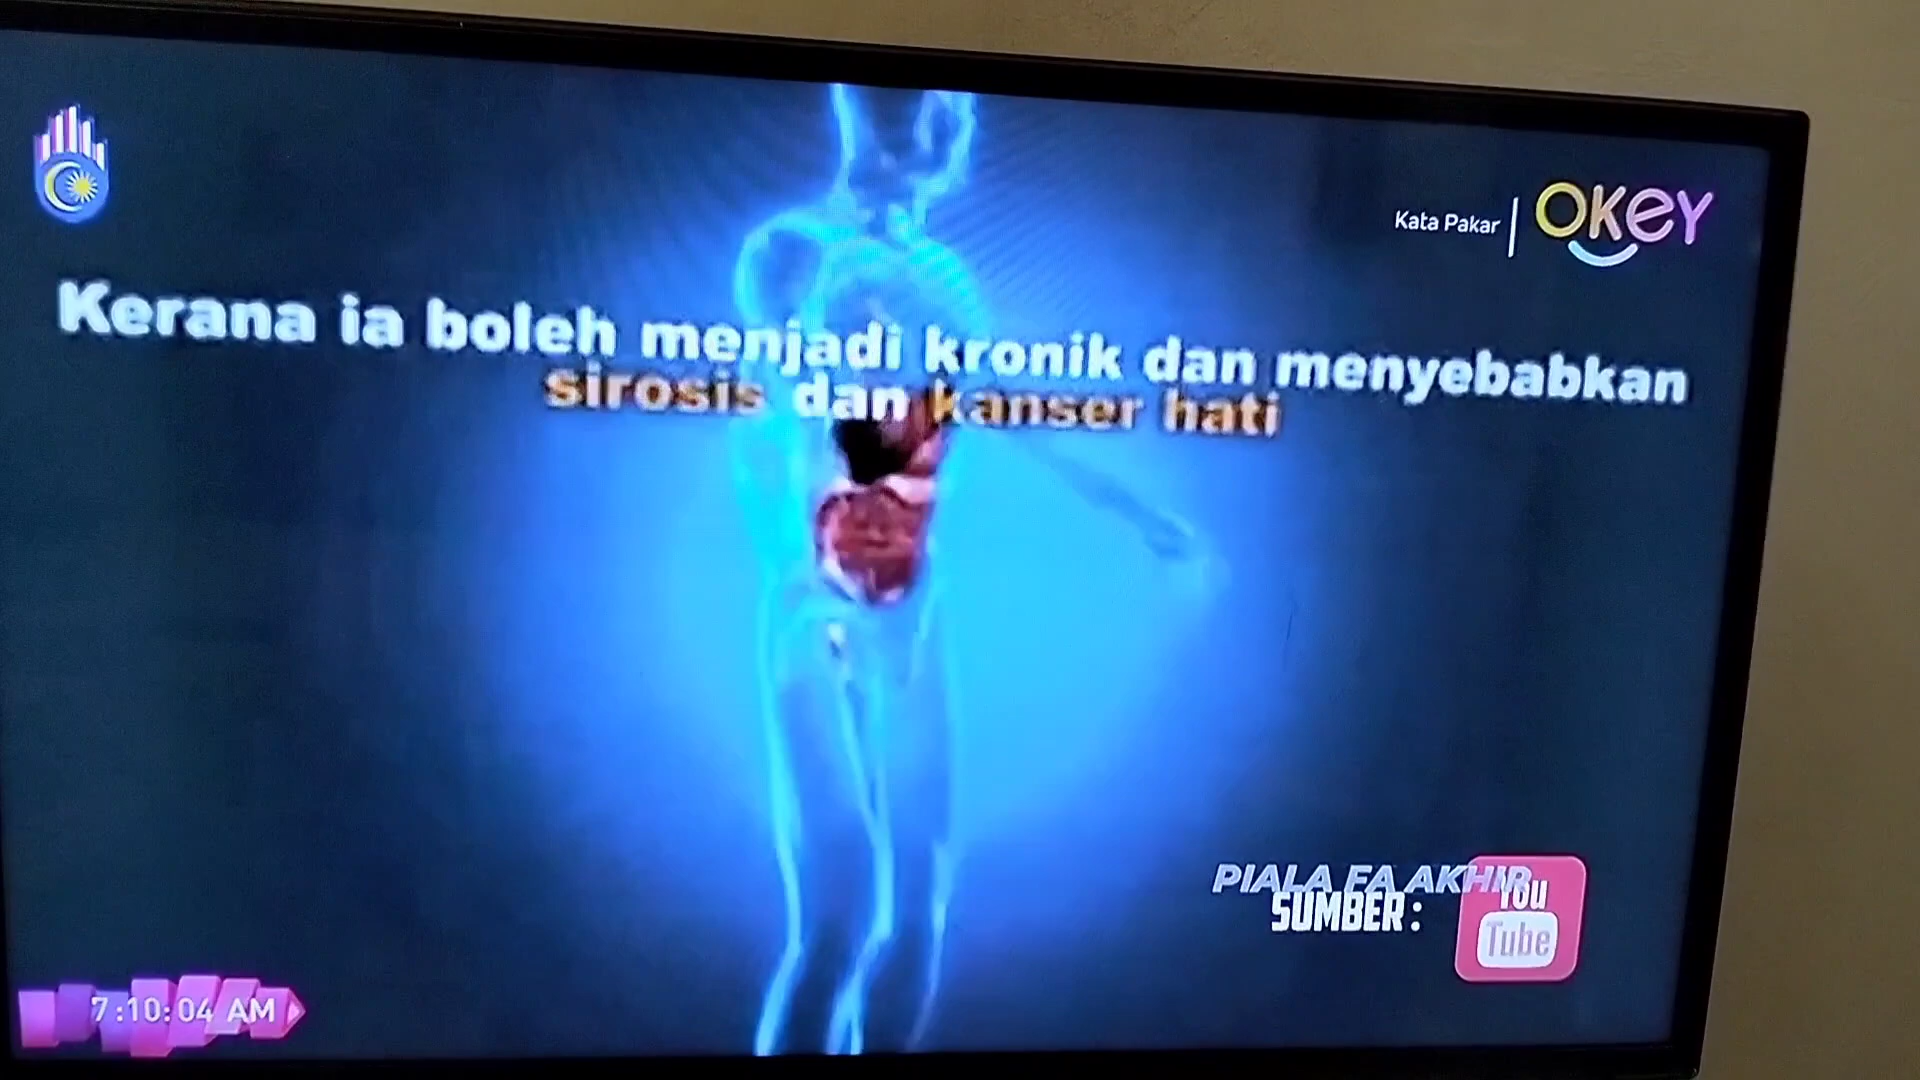 Kata Pakar
OKEY
Kerana ia boleh menjadi kronik dan menyebabkan
sirosis dan kanser hati
PIALA FA AKHIR
SUMBER :
You
Tube
7:10:04 AM